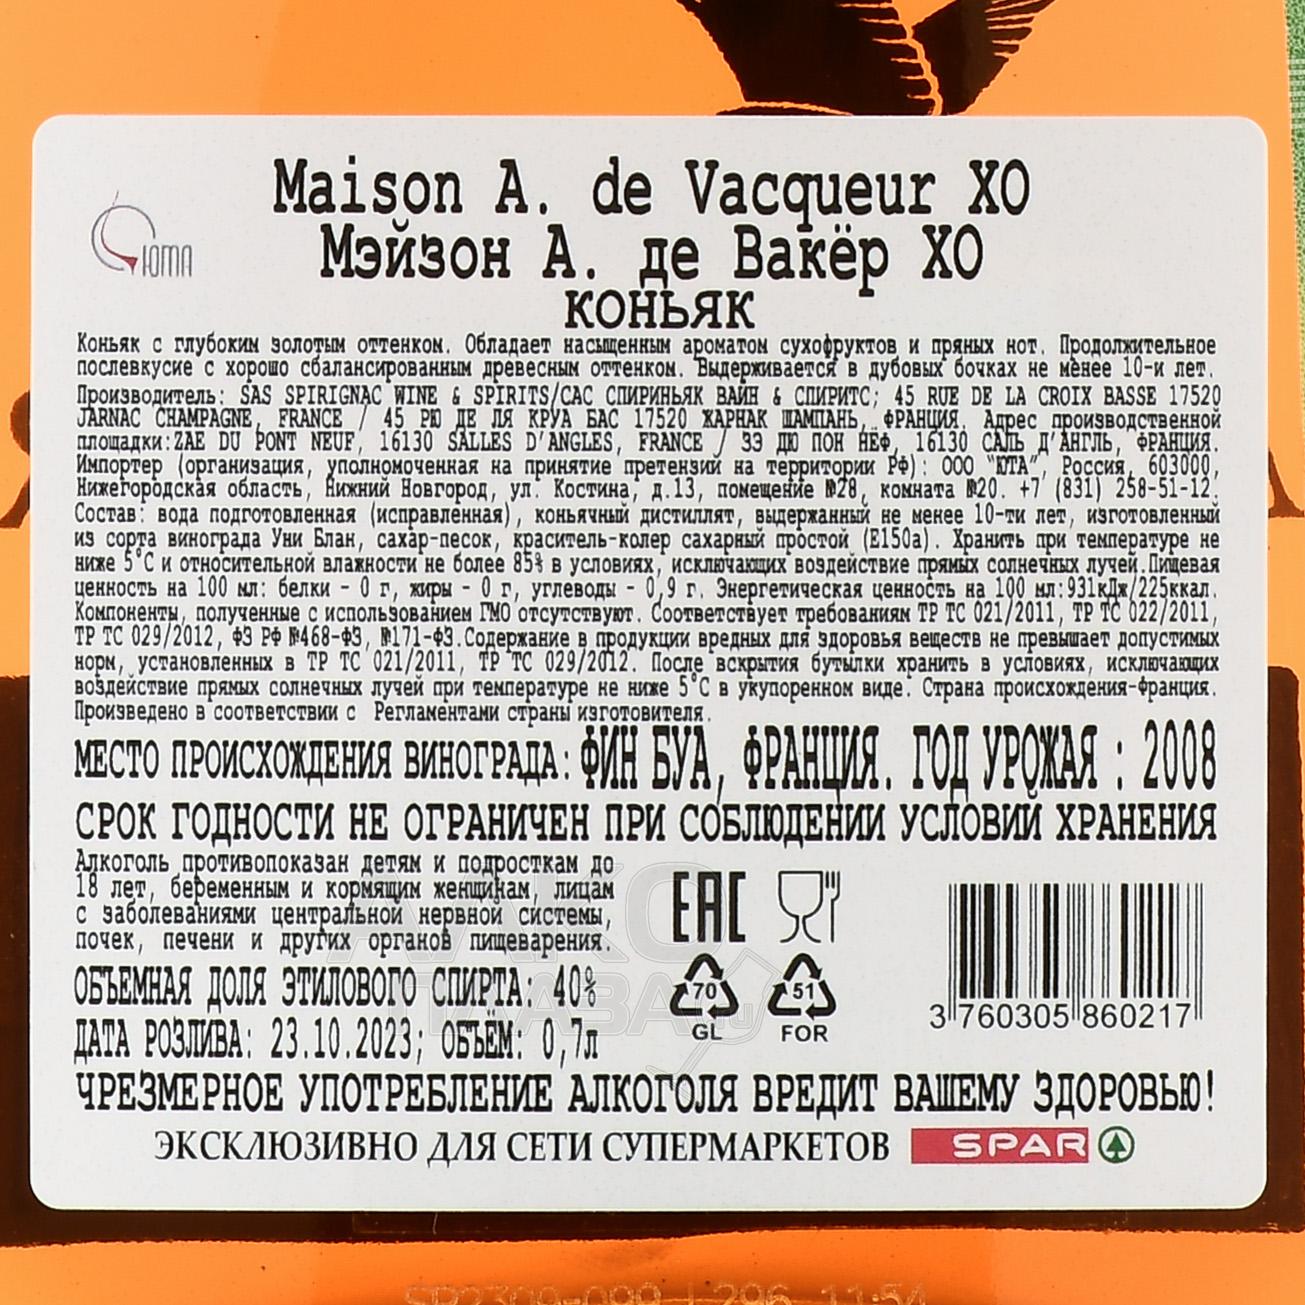 Maison A. de Vacqueur XO
ЮТА
Мэйзон А. де Вакёр ХО
КОНЬЯК
Коньяк с глубоким золотым оттенком. Обладает насыщенным ароматом сухофруктов и пряных нот. Продолжительное
послевкусие с хорошо сбалансированным древесным оттенком. Выдерживается в дубовых бочках не менее 10-и лет.
Производитель: SAS SPIRIGNAC WINE & SPIRITS/САС СПИРИНЬЯК ВАЙН & СПИРИТС; 45 RUE DE LA CROIX BASSE 17520
JARNAC CHAMPAGNE, FRANCE / 45 РЮ ДЕ ЛЯ КРУА БАС 17520 ЖАРНАК ШАМПАНЬ, ФРАНЦИЯ. Адрес производственной
площадки:ZAE DU PONT NEUF, 16130 SALLES D'ANGLES, FRANCE / ЗЭ ДЮ ПОН НЁФ, 16130 САЛЬ Д'АНГЛЬ, ФРАНЦИЯ.
Импортер (организация, уполномоченная на принятие претензий на территории РФ): ООО "ЮТА", Россия, 603000,
Нижегородская область, Нижний Новгород, ул. Костина, д.13, помещение №28, комната №20. +7 (831) 258-51-12.
Состав: вода подготовленная (исправленная), коньячный дистиллят, выдержанный не менее 10-ти лет, изготовленный
из сорта винограда Уни Блан, сахар-песок, краситель-колер сахарный простой (Е150а). Хранить при температуре не
ниже 5°С и относительной влажности не более 85% в условиях, исключающих воздействие прямых солнечных лучей.Пищевая
ценность на 100 мл: белки - 0 г, жиры - 0 г, углеводы - 0,9 г. Энергетическая ценность на 100 мл:931кДж/225ккал.
Компоненты, полученные с использованием ГМО отсутствуют. Соответствует требованиям ТР ТС 021/2011, ТР ТС 022/2011,
ТР ТС 029/2012, ФЗ РФ №468-ФЗ, №171-ФЗ.Содержание в продукции вредных для здоровья веществ не превышает допустимых
норм, установленных в ТР ТС 021/2011, ТР ТС 029/2012. После вскрытия бутылки хранить в условиях, исключающих
воздействие прямых солнечных лучей при температуре не ниже 5°С в укупоренном виде. Страна происхождения-Франция.
Произведено в соответствии с Регламентами страны изготовителя.
МЕСТО ПРОИСХОЖДЕНИЯ ВИНОГРАДА: ФИН БУА, ФРАНЦИЯ. ГОД УРОЖАЯ : 2008
СРОК ГОДНОСТИ НЕ ОГРАНИЧЕН ПРИ СОБЛЮДЕНИИ УСЛОВИЙ ХРАНЕНИЯ
Алкоголь противопоказан детям и подросткам до
18 лет, беременным и кормящим женщинам, лицам
с заболеваниями центральной нервной системы,
почек, печени и других органов пищеварения.
ОБЪЕМНАЯ ДОЛЯ ЭТИЛОВОГО СПИРТА: 40%
ДАТА РОЗЛИВА: 23.10.2023; ОБЪЁМ: 0,7л
EAC
70
GL
51
FOR
3 760305 860217
ЧРЕЗМЕРНОЕ УПОТРЕБЛЕНИЕ АЛКОГОЛЯ ВРЕДИТ ВАШЕМУ ЗДОРОВЬЮ!
ЭКСКЛЮЗИВНО ДЛЯ СЕТИ СУПЕРМАРКЕТОВ SPAR